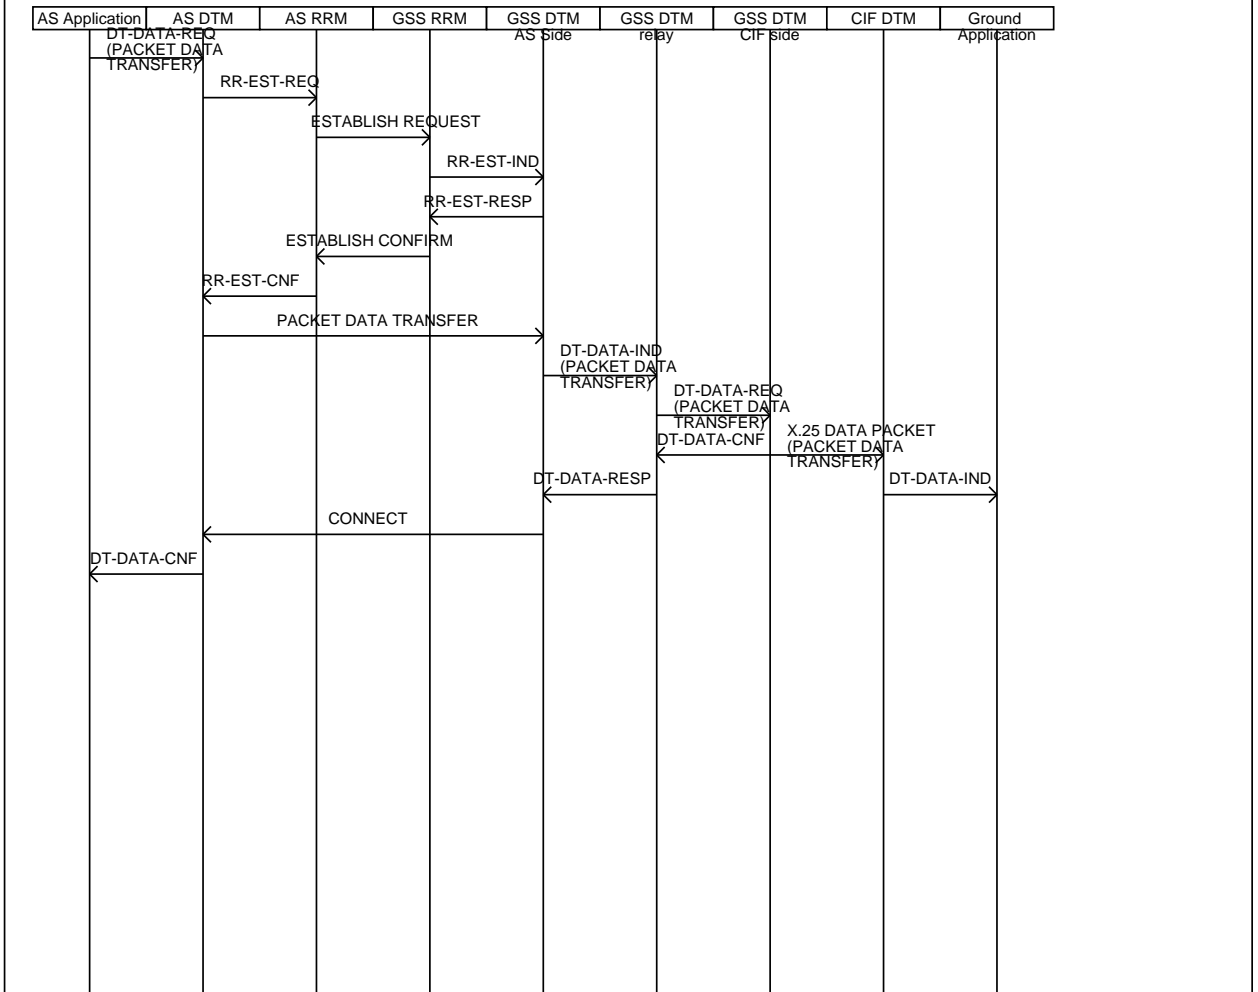 AS Application AS DTM AS RRM GSS RRM GSS DTM GSS DTM GSS DTM CIF DTM Ground
AS Side relay CIF side Application
DT-DATA-REQ
(PACKET DATA
TRANSFER)
RR-EST-REQ
ESTABLISH REQUEST
RR-EST-IND
RR-EST-RESP
ESTABLISH CONFIRM
RR-EST-CNF
PACKET DATA TRANSFER
DT-DATA-IND
(PACKET DATA
TRANSFER)
DT-DATA-REQ
(PACKET DATA
TRANSFER)
DT-DATA-CNF
X.25 DATA PACKET
(PACKET DATA
TRANSFER)
DT-DATA-RESP
DT-DATA-IND
CONNECT
DT-DATA-CNF